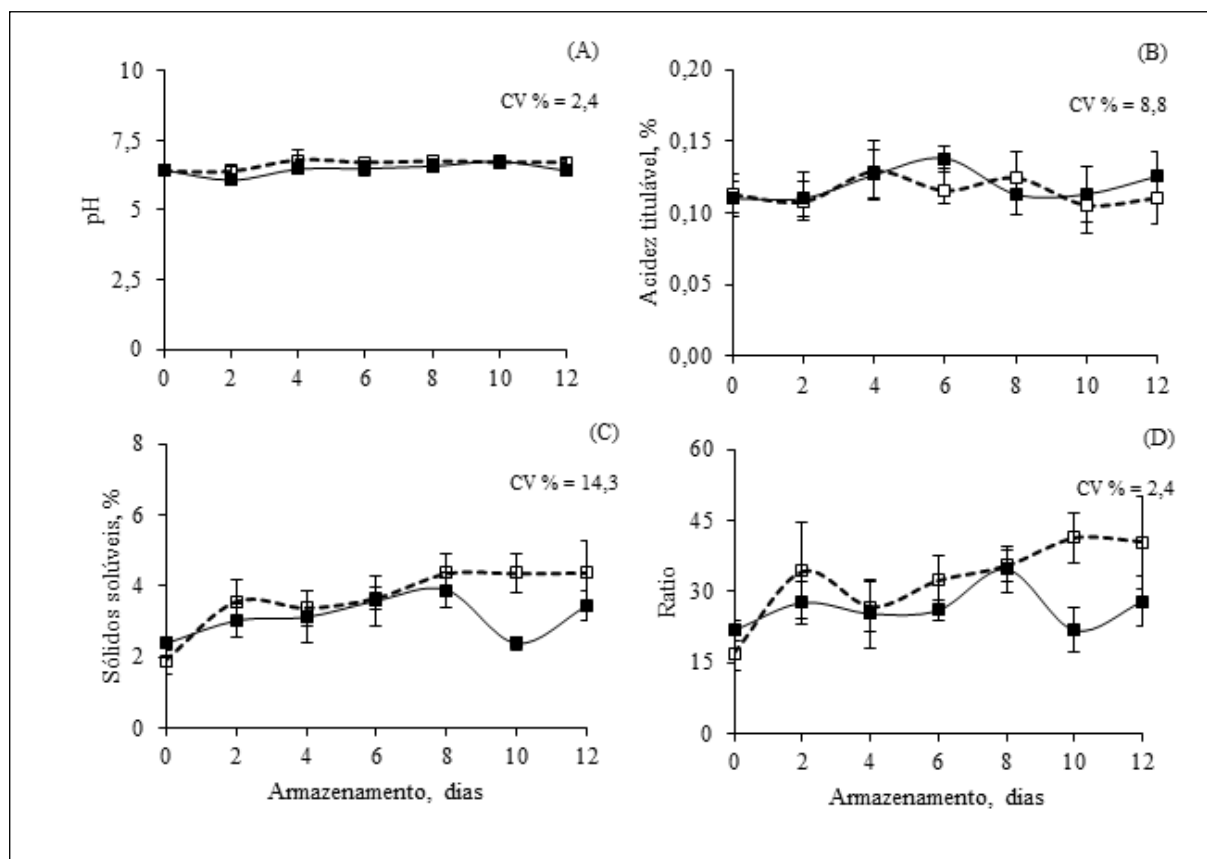 (A)
CV % = 2,4
pH
10
7,5
5
2,5
0
0 2 4 6 8 10 12
(B)
CV % = 8,8
Acidez titulável, %
0,20
0,15
0,10
0,05
0,00
0 2 4 6 8 10 12
(C)
CV % = 14,3
Sólidos solúveis, %
8
6
4
2
0
0 2 4 6 8 10 12
Armazenamento, dias
(D)
CV % = 2,4
Ratio
60
45
30
15
0
0 2 4 6 8 10 12
Armazenamento, dias